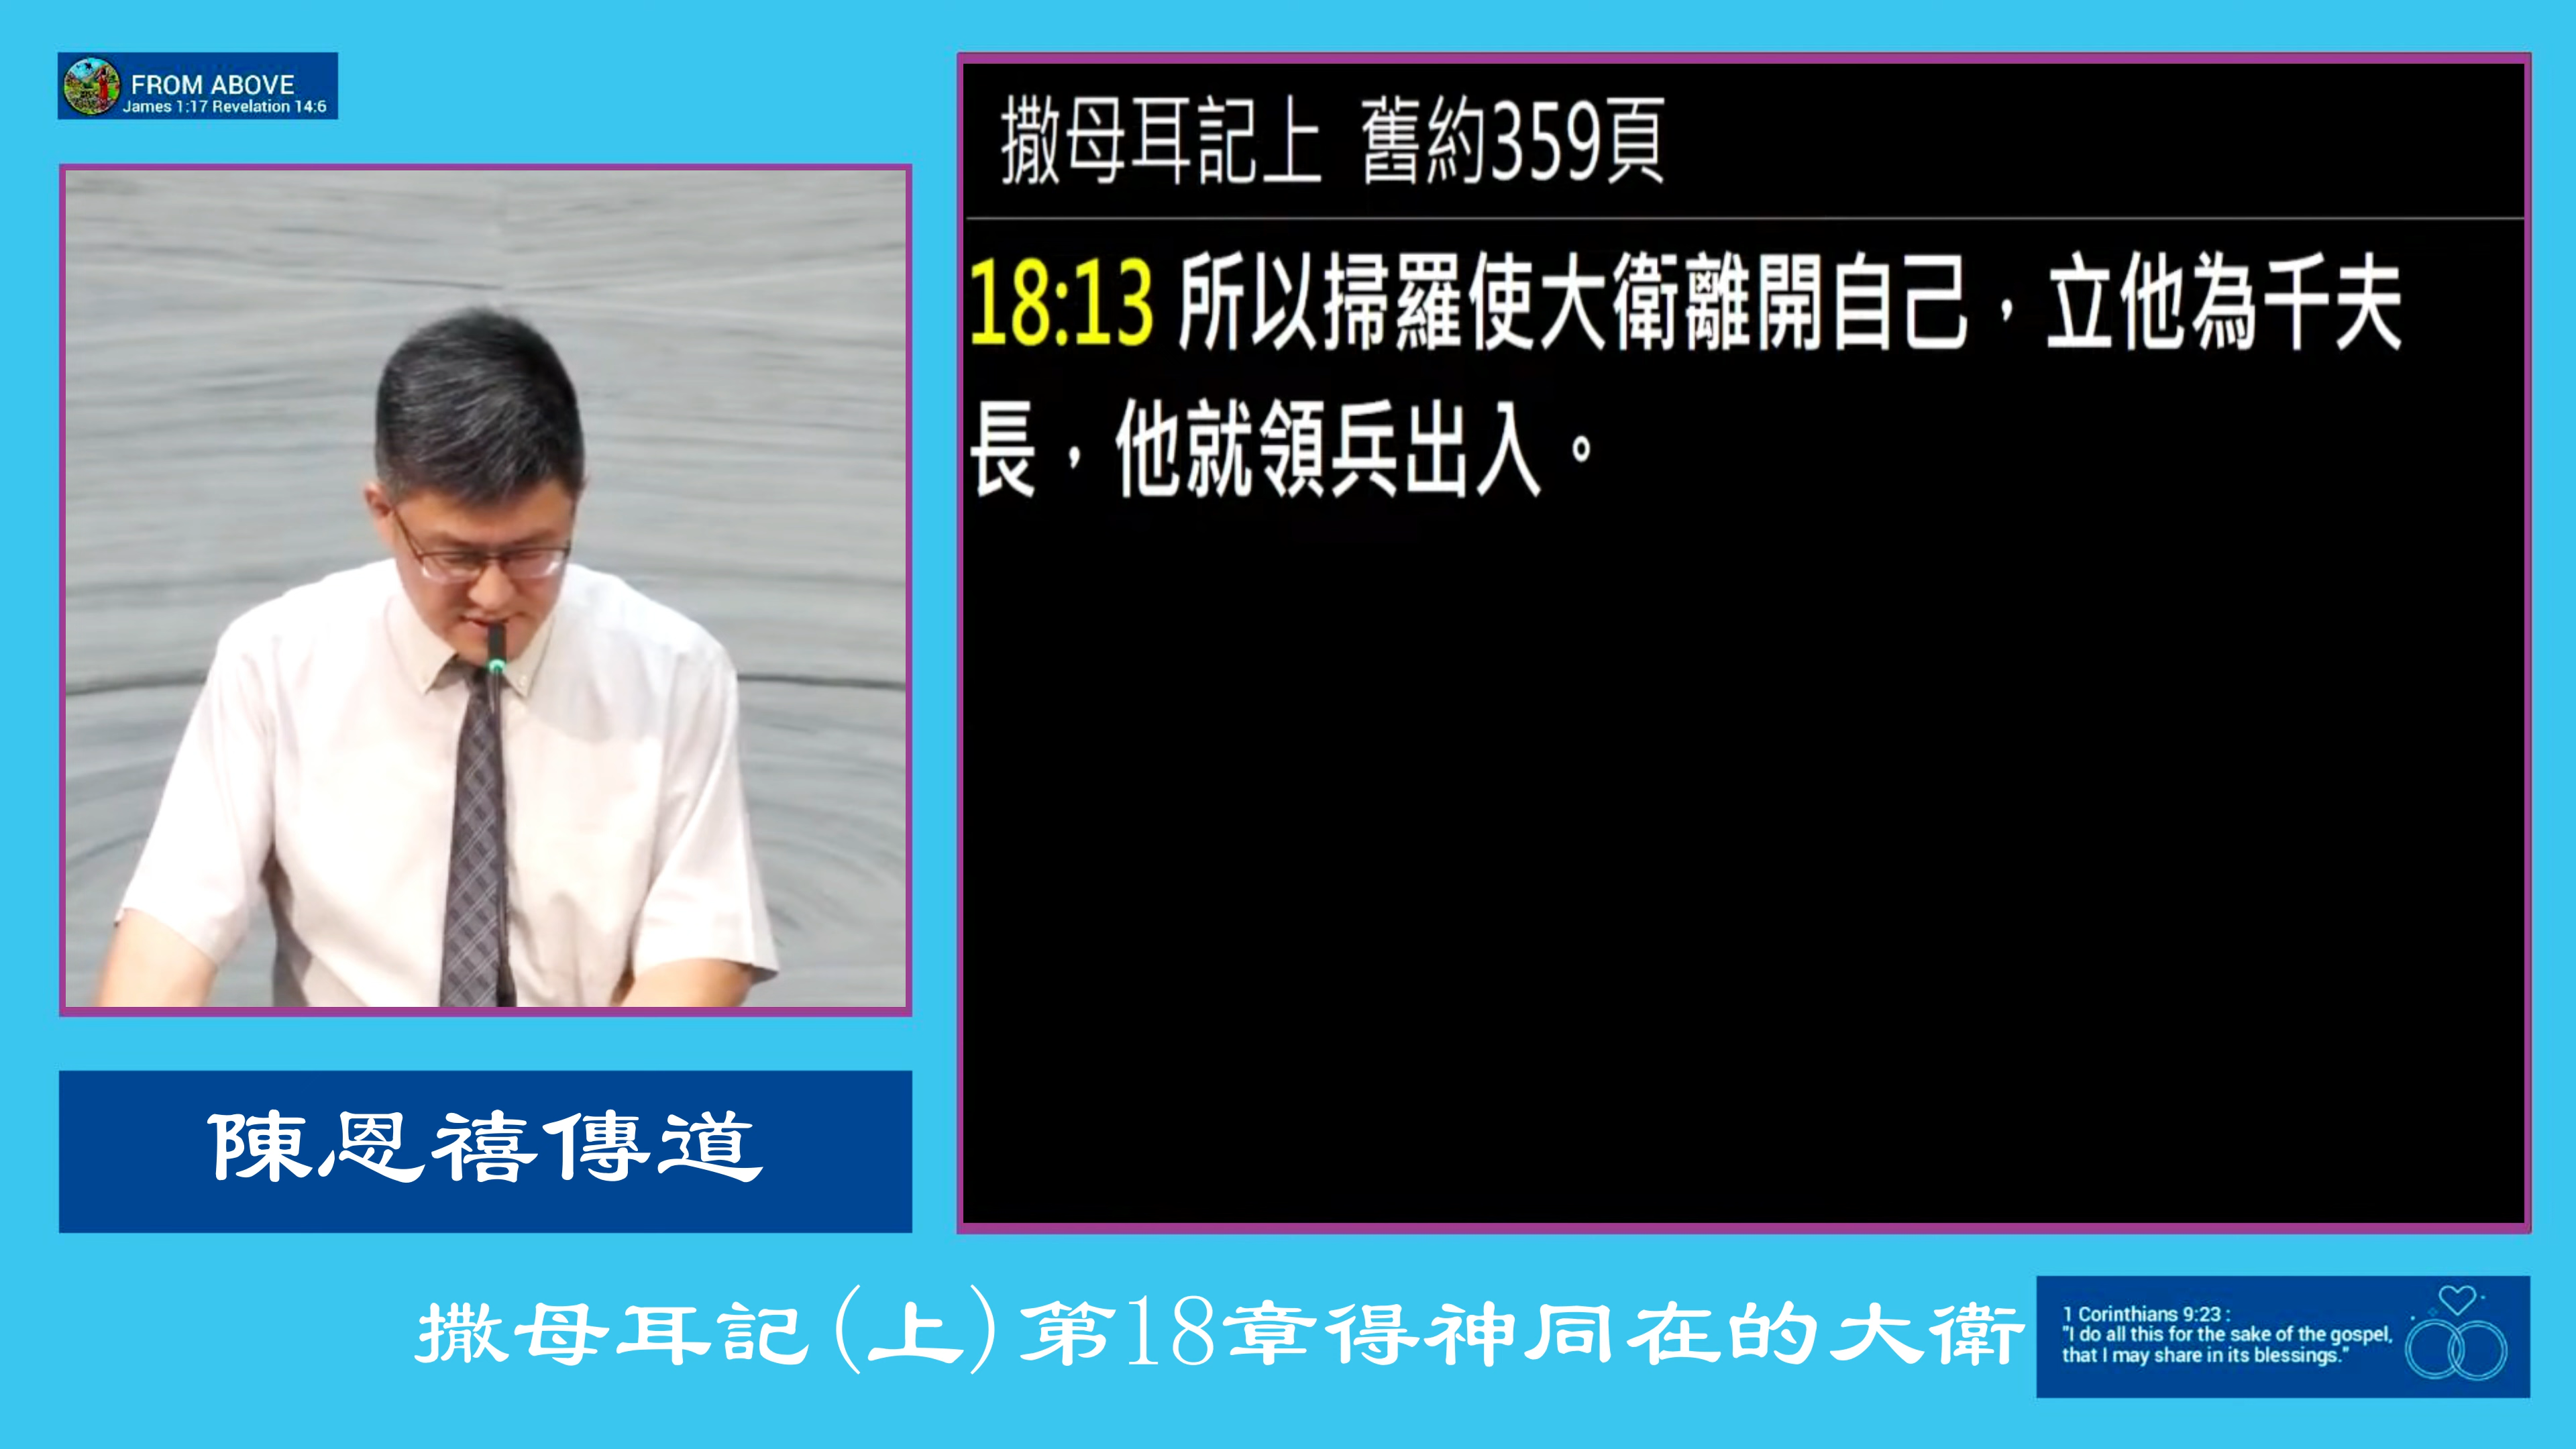 FROM ABOVE
James 1:17 Revelation 14:6
撒母耳記上 舊約359頁
18:13 所以掃羅使大衛離開自己，立他為千夫
長，他就領兵出入。
陳恩禧傳道
撒母耳記(上)第18章得神同在的大衛
1 Corinthians 9:23 :
"I do all this for the sake of the gospel,
that I may share in its blessings."